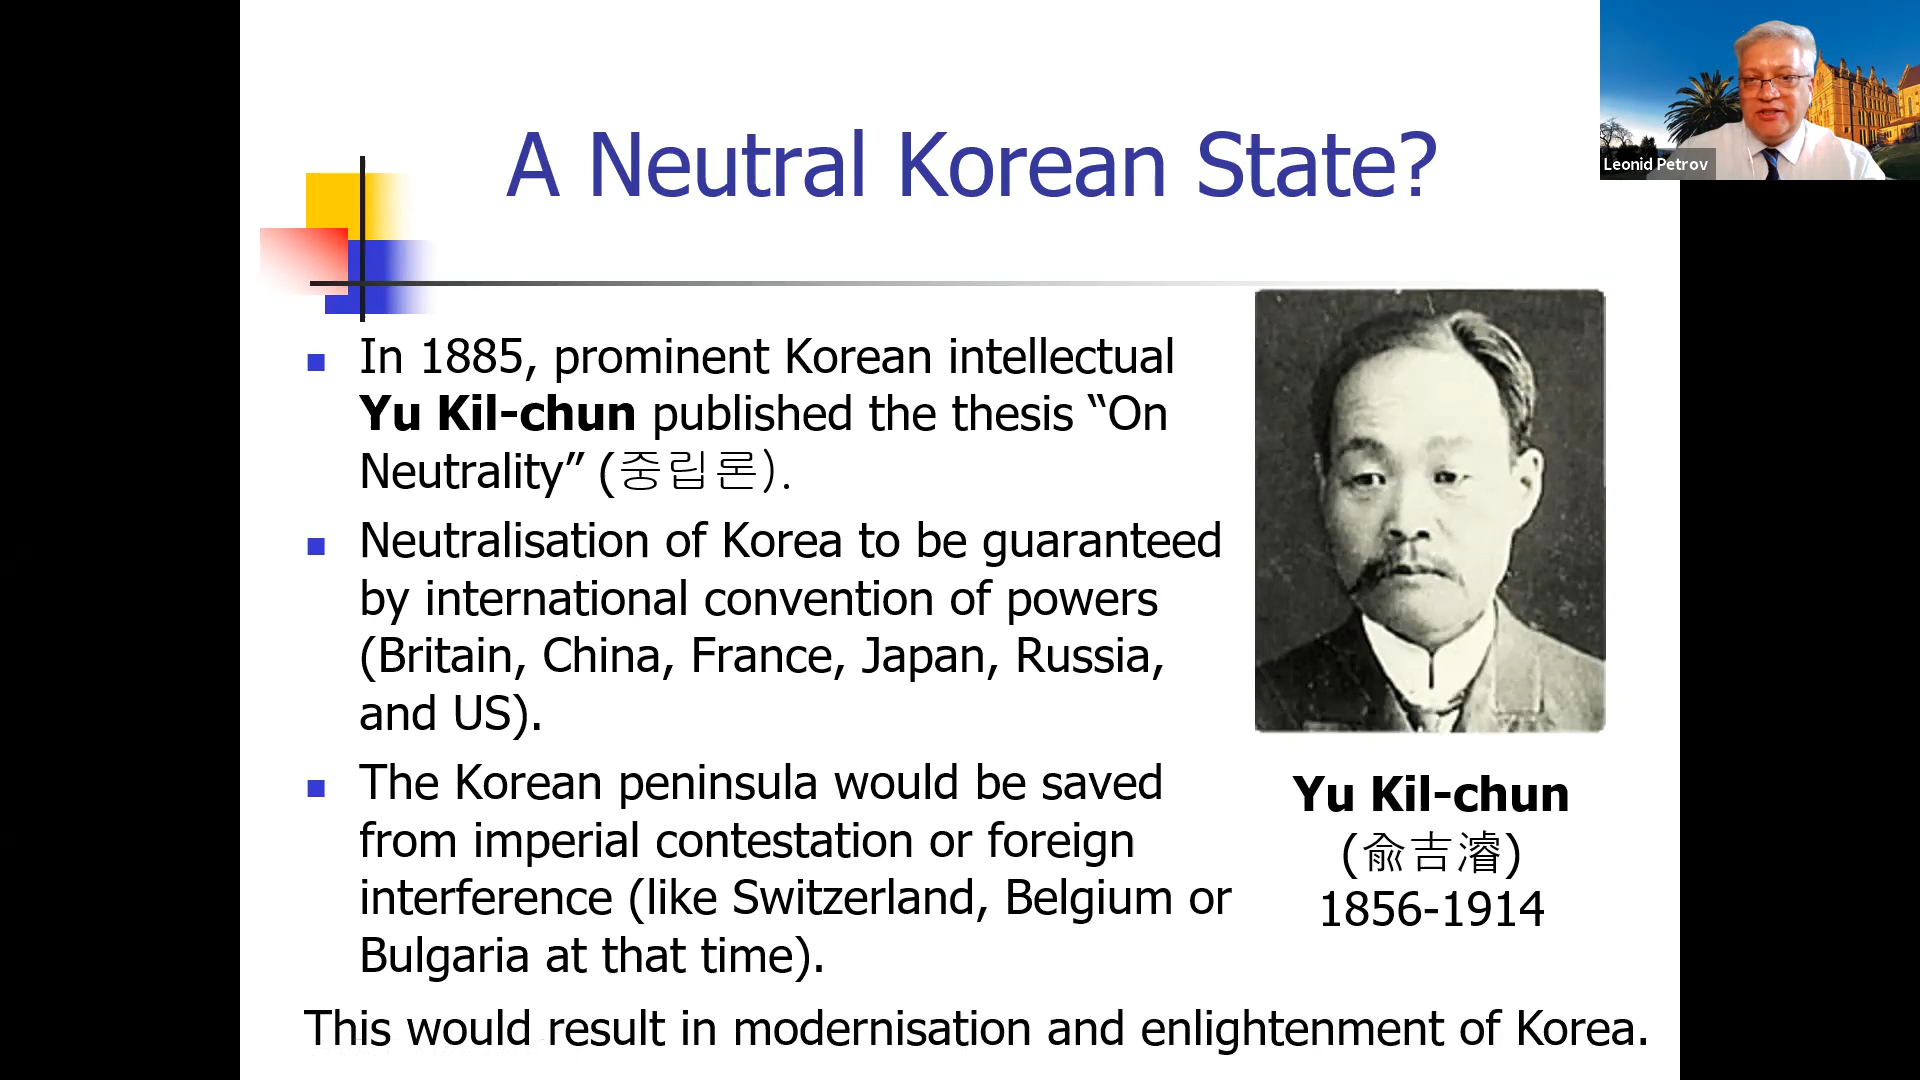 A Neutral Korean State?
Leonid Petrov
In 1885, prominent Korean intellectual
Yu Kil-chun published the thesis “On
Neutrality” (중립론).
Neutralisation of Korea to be guaranteed
by international convention of powers
(Britain, China, France, Japan, Russia,
and US).
The Korean peninsula would be saved
from imperial contestation or foreign
interference (like Switzerland, Belgium or
Bulgaria at that time).
This would result in modernisation and enlightenment of Korea.
Yu Kil-chun
(兪吉濬)
1856-1914